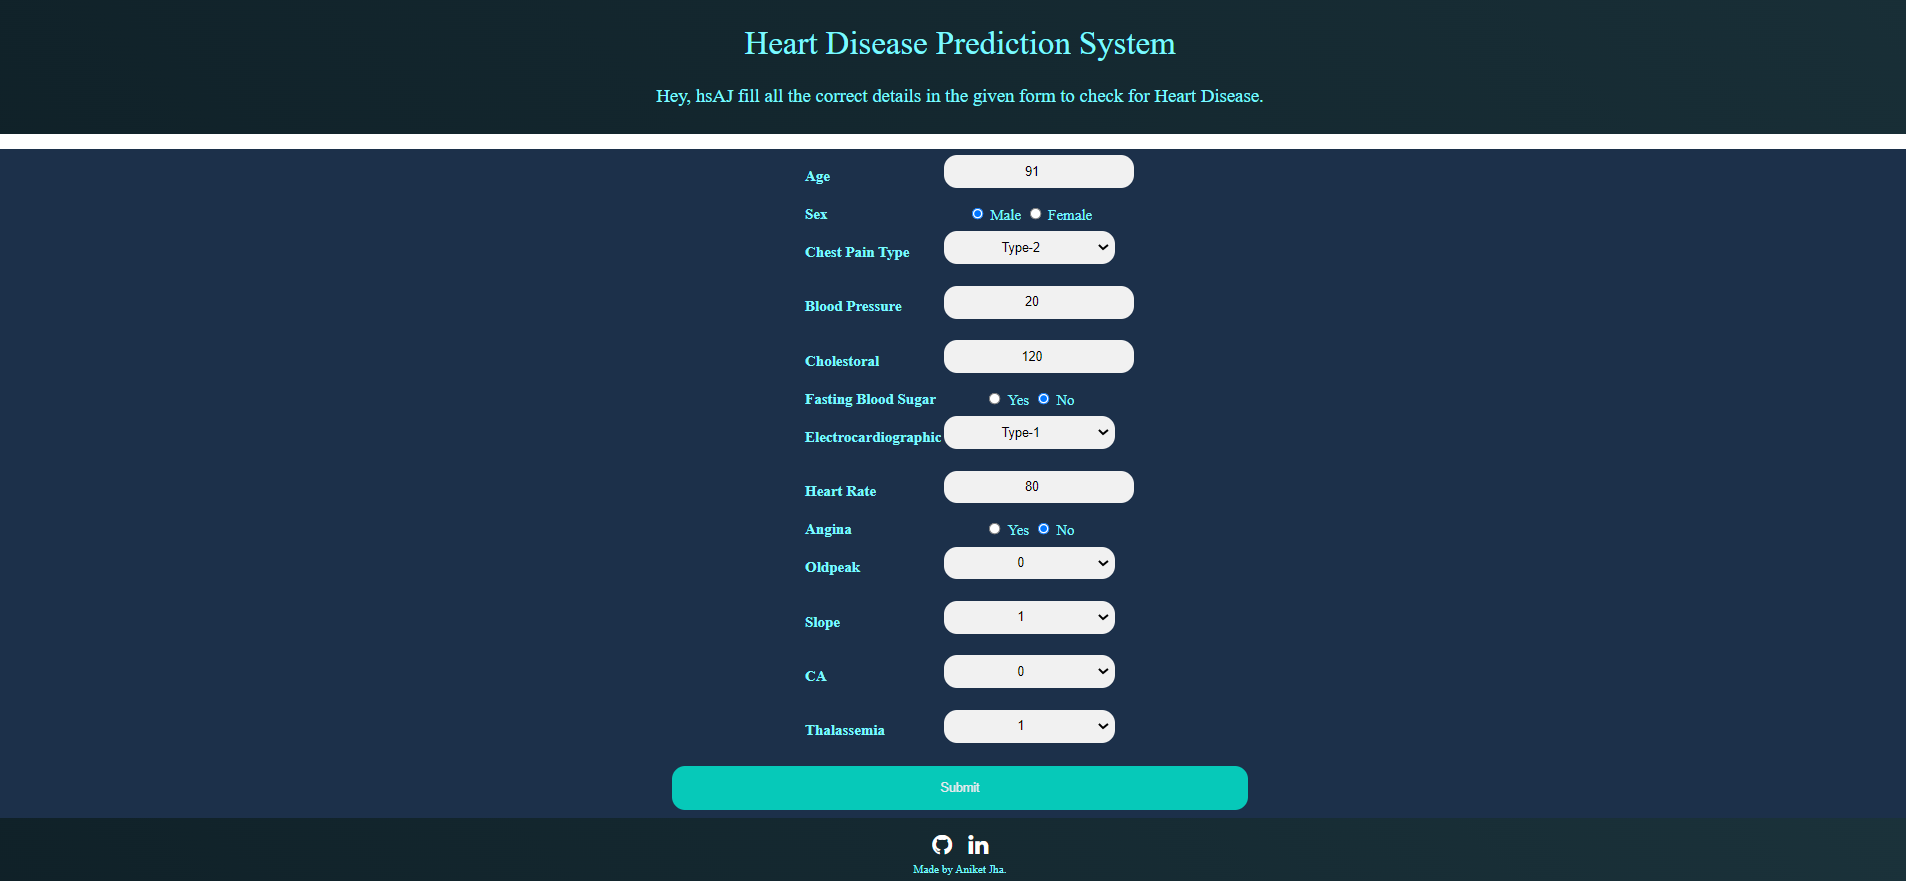 Heart Disease Prediction System
Hey, hsAJ fill all the correct details in the given form to check for Heart Disease.
Age 91
Sex Male Female
Chest Pain Type Type-2
Blood Pressure 20
Cholestoral 120
Fasting Blood Sugar Yes No
Electrocardiographic Type-1
Heart Rate 80
Angina Yes No
Oldpeak 0
Slope 1
CA 0
Thalassemia 1
Submit
in
Made by Aniket Jha.